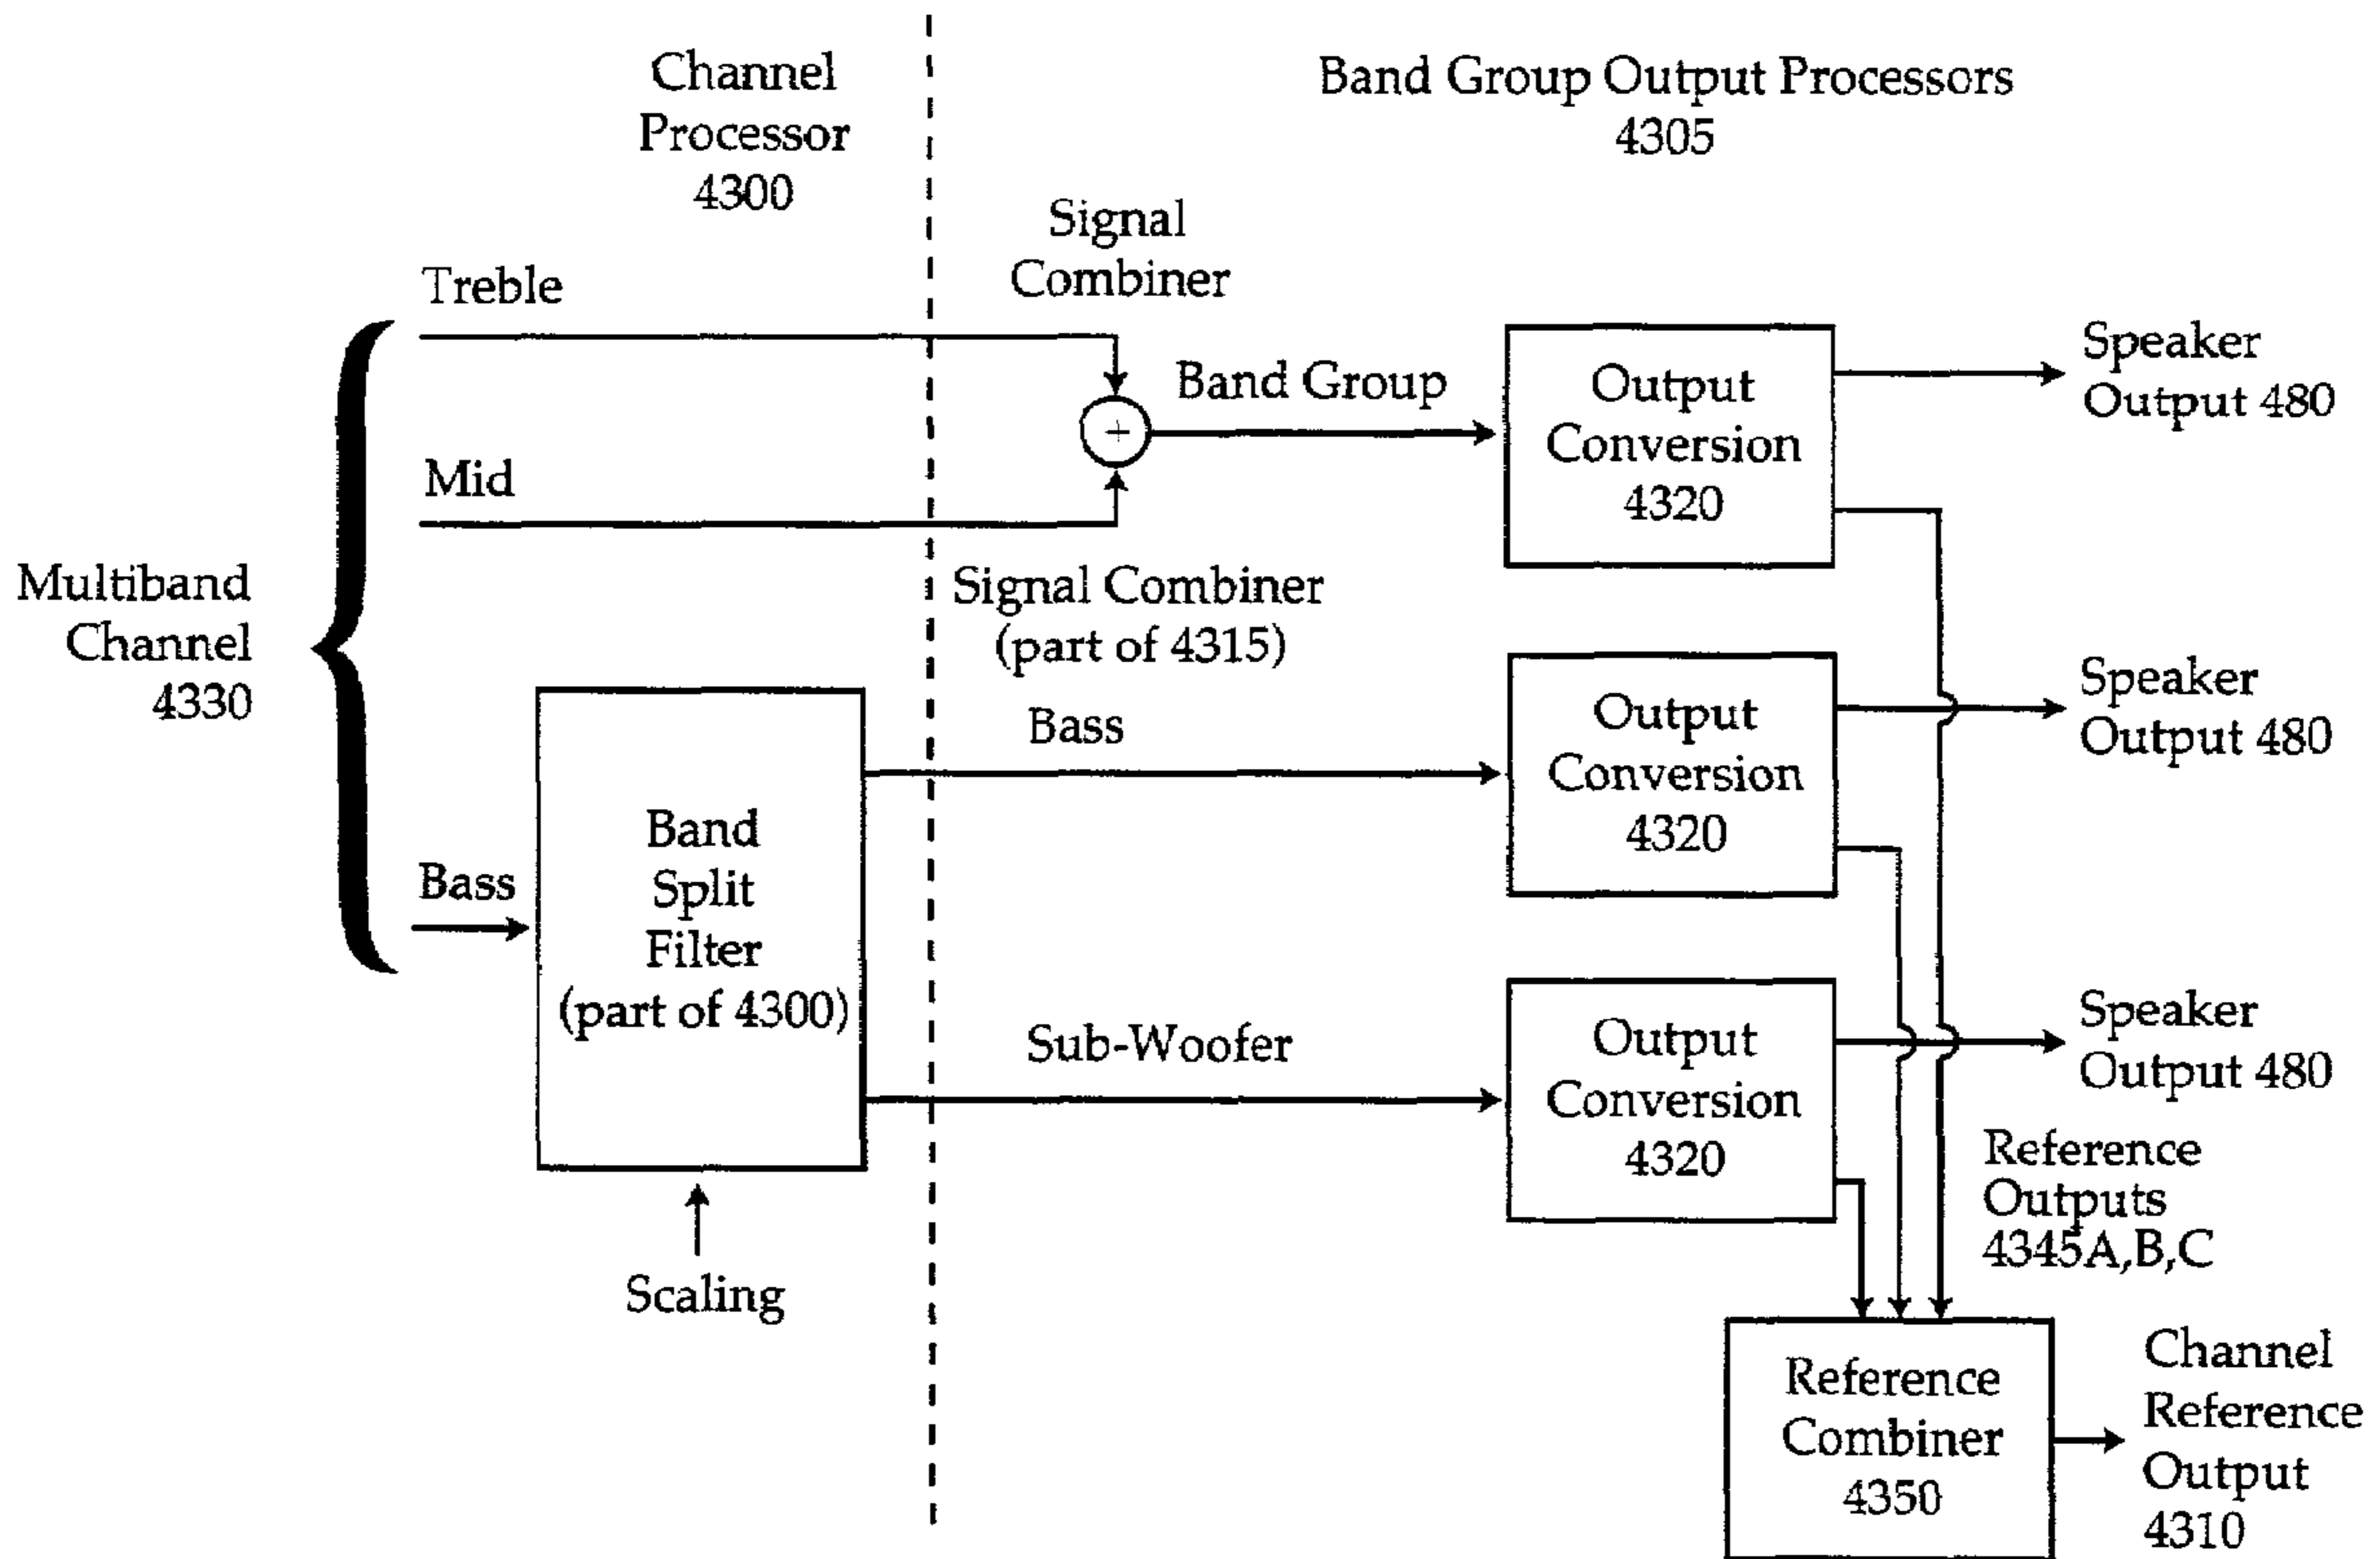 Channel
Processor
4300
Band Group Output Processors
4305
Signal
Combiner
Treble
Mid
+
Band Group
Output
Conversion
4320
Speaker
Output 480
Multiband
Channel
4330
Signal Combiner
(part of 4315)
Bass
Output
Conversion
4320
Speaker
Output 480
Bass
Band
Split
Filter
(part of 4300)
Sub-Woofer
Output
Conversion
4320
Speaker
Output 480
Scaling
Reference
Outputs
4345A,B,C
Reference
Combiner
4350
Channel
Reference
Output
4310